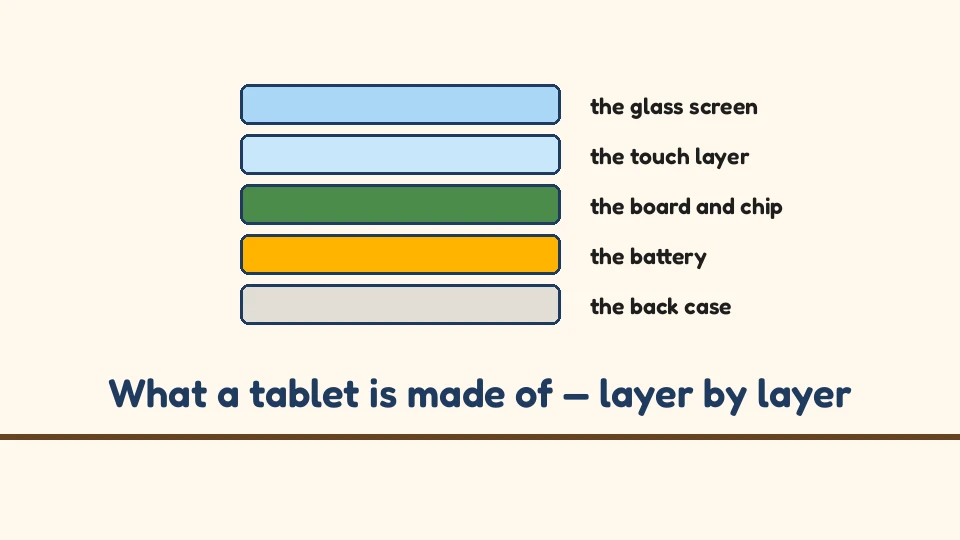 the glass screen
the touch layer
the board and chip
the battery
the back case
What a tablet is made of — layer by layer